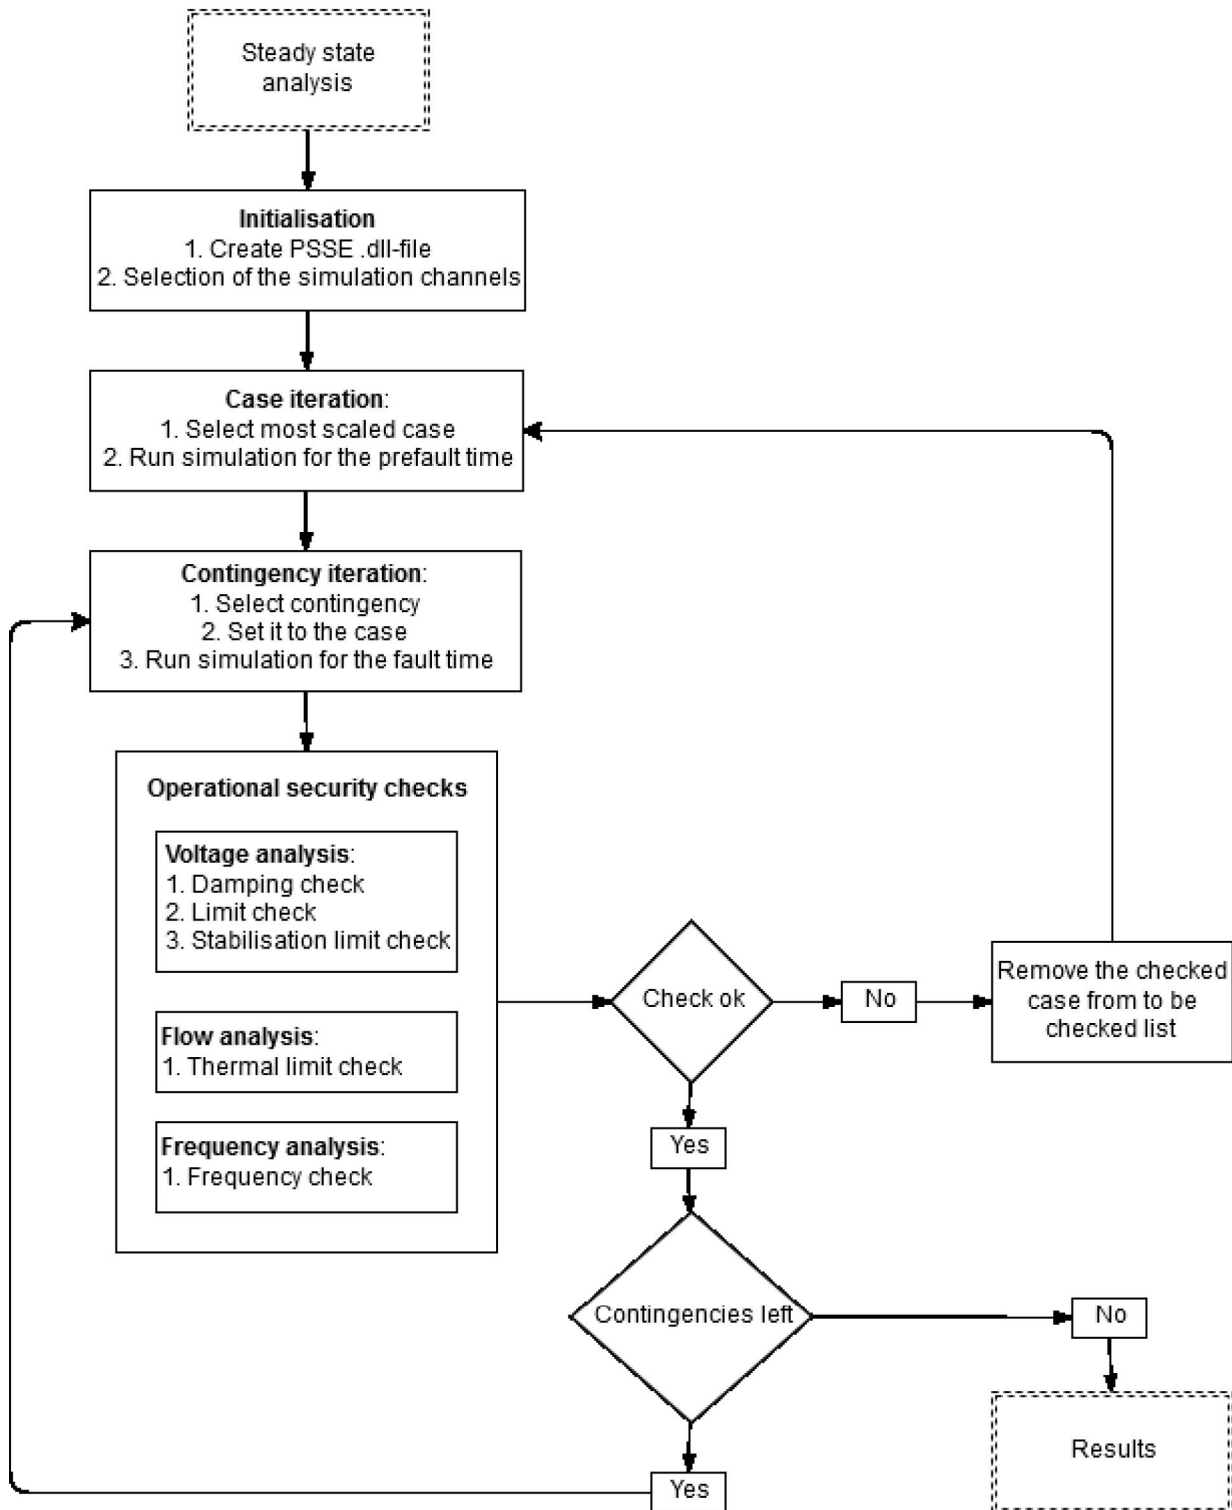 Steady state
analysis
Initialisation
1. Create PSSE .dll-file
2. Selection of the simulation channels
Case iteration:
1. Select most scaled case
2. Run simulation for the prefault time
Contingency iteration:
1. Select contingency
2. Set it to the case
3. Run simulation for the fault time
Operational security checks
Voltage analysis:
1. Damping check
2. Limit check
3. Stabilisation limit check
Flow analysis:
1. Thermal limit check
Frequency analysis:
1. Frequency check
Check ok
No
Remove the checked
case from to be
checked list
Yes
Contingencies left
No
Results
Yes